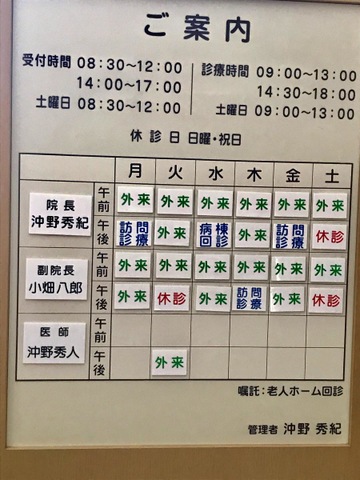 ご案内
受付時間 08:30～12:00 診療時間 09:00～13:00
14:00～17:00 14:30～18:00
土曜日 08:30～12:00 土曜日 09:00～13:00
休診日 日曜・祝日
月 火 水 木 金 土
院長 沖野秀紀 午前 外来 外来 外来 外来 外来 外来
午後 訪問診療 外来 病棟回診 外来 訪問診療 休診
副院長 小畑八郎 午前 外来 外来 外来 外来 外来 外来
午後 外来 休診 外来 訪問診療 外来 休診
医師 沖野秀人 午前
午後 外来
嘱託：老人ホーム回診
管理者 沖野 秀紀